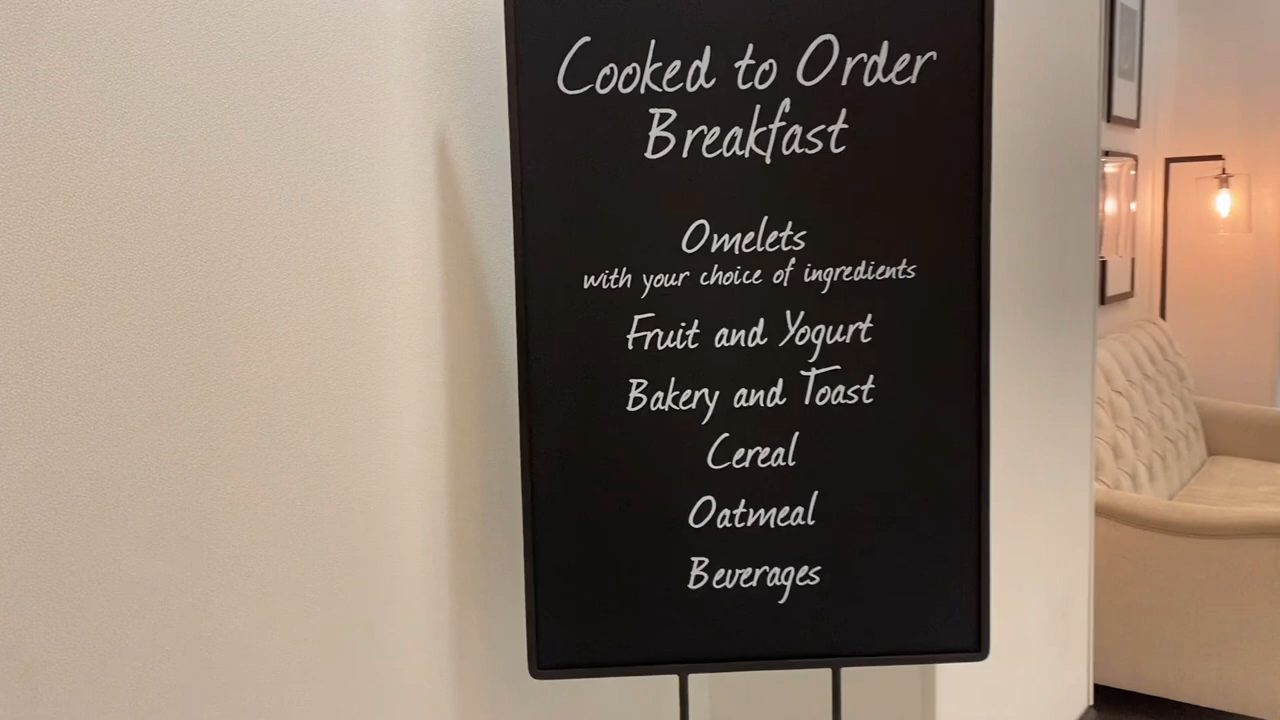 Cooked to Order
Breakfast
Omelets
with your choice of ingredients
Fruit and Yogurt
Bakery and Toast
Cereal
Oatmeal
Beverages